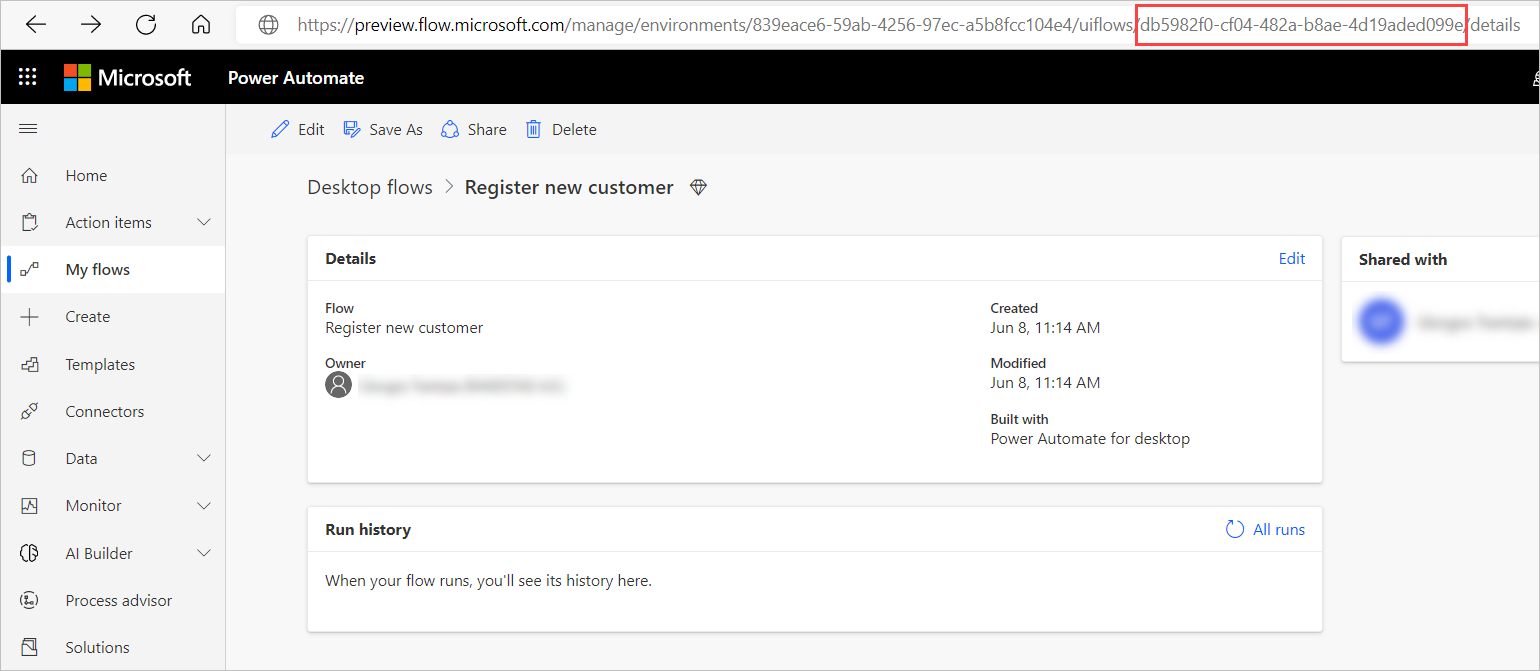 https://preview.flow.microsoft.com/manage/environments/839eace6-59ab-4256-97ec-a5b8fcc104e4/uiflows/db5982f0-cf04-482a-b8ae-4d19aded099e/details
Microsoft Power Automate
Edit Save As Share Delete
Home
Action items
My flows
Create
Templates
Connectors
Data
Monitor
AI Builder
Process advisor
Solutions
Desktop flows > Register new customer
Details Edit
Flow
Register new customer
Owner
Created
Jun 8, 11:14 AM
Modified
Jun 8, 11:14 AM
Built with
Power Automate for desktop
Shared with
Run history All runs
When your flow runs, you'll see its history here.